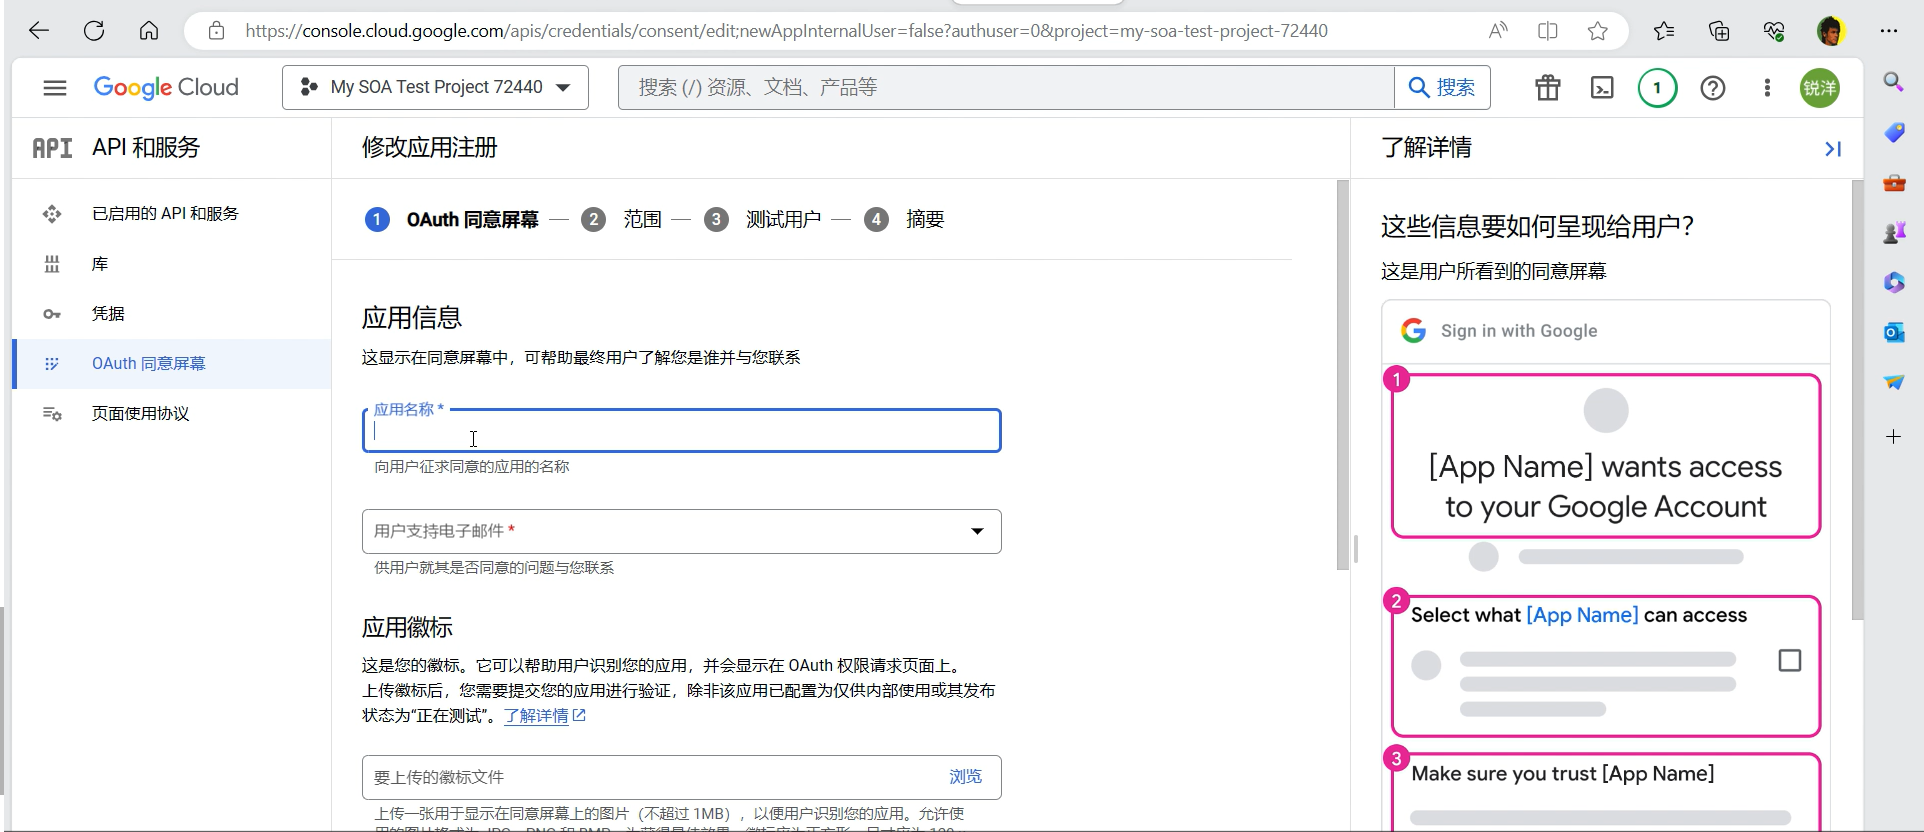 https://console.cloud.google.com/apis/credentials/consent/edit;newAppInternalUser=false?authuser=0&project=my-soa-test-project-72440
Google Cloud
My SOA Test Project 72440
搜索 (/) 资源、文档、产品等
搜索
1
锐洋
API API 和服务
修改应用注册
了解详情
已启用的 API 和服务
库
凭据
OAuth 同意屏幕
页面使用协议
1 OAuth 同意屏幕 — 2 范围 — 3 测试用户 — 4 摘要
应用信息
这显示在同意屏幕中，可帮助最终用户了解您是谁并与您联系
应用名称 *
向用户征求同意的应用的名称
用户支持电子邮件 *
供用户就其是否同意的问题与您联系
应用徽标
这是您的徽标。它可以帮助用户识别您的应用，并会显示在 OAuth 权限请求页面上。
上传徽标后，您需要提交您的应用进行验证，除非该应用已配置为仅供内部使用或其发布
状态为“正在测试”。了解详情
要上传的徽标文件
浏览
上传一张用于显示在同意屏幕上的图片（不超过 1MB），以便用户识别您的应用。允许使
这些信息要如何呈现给用户？
这是用户所看到的同意屏幕
Sign in with Google
1
[App Name] wants access
to your Google Account
2
Select what [App Name] can access
3
Make sure you trust [App Name]